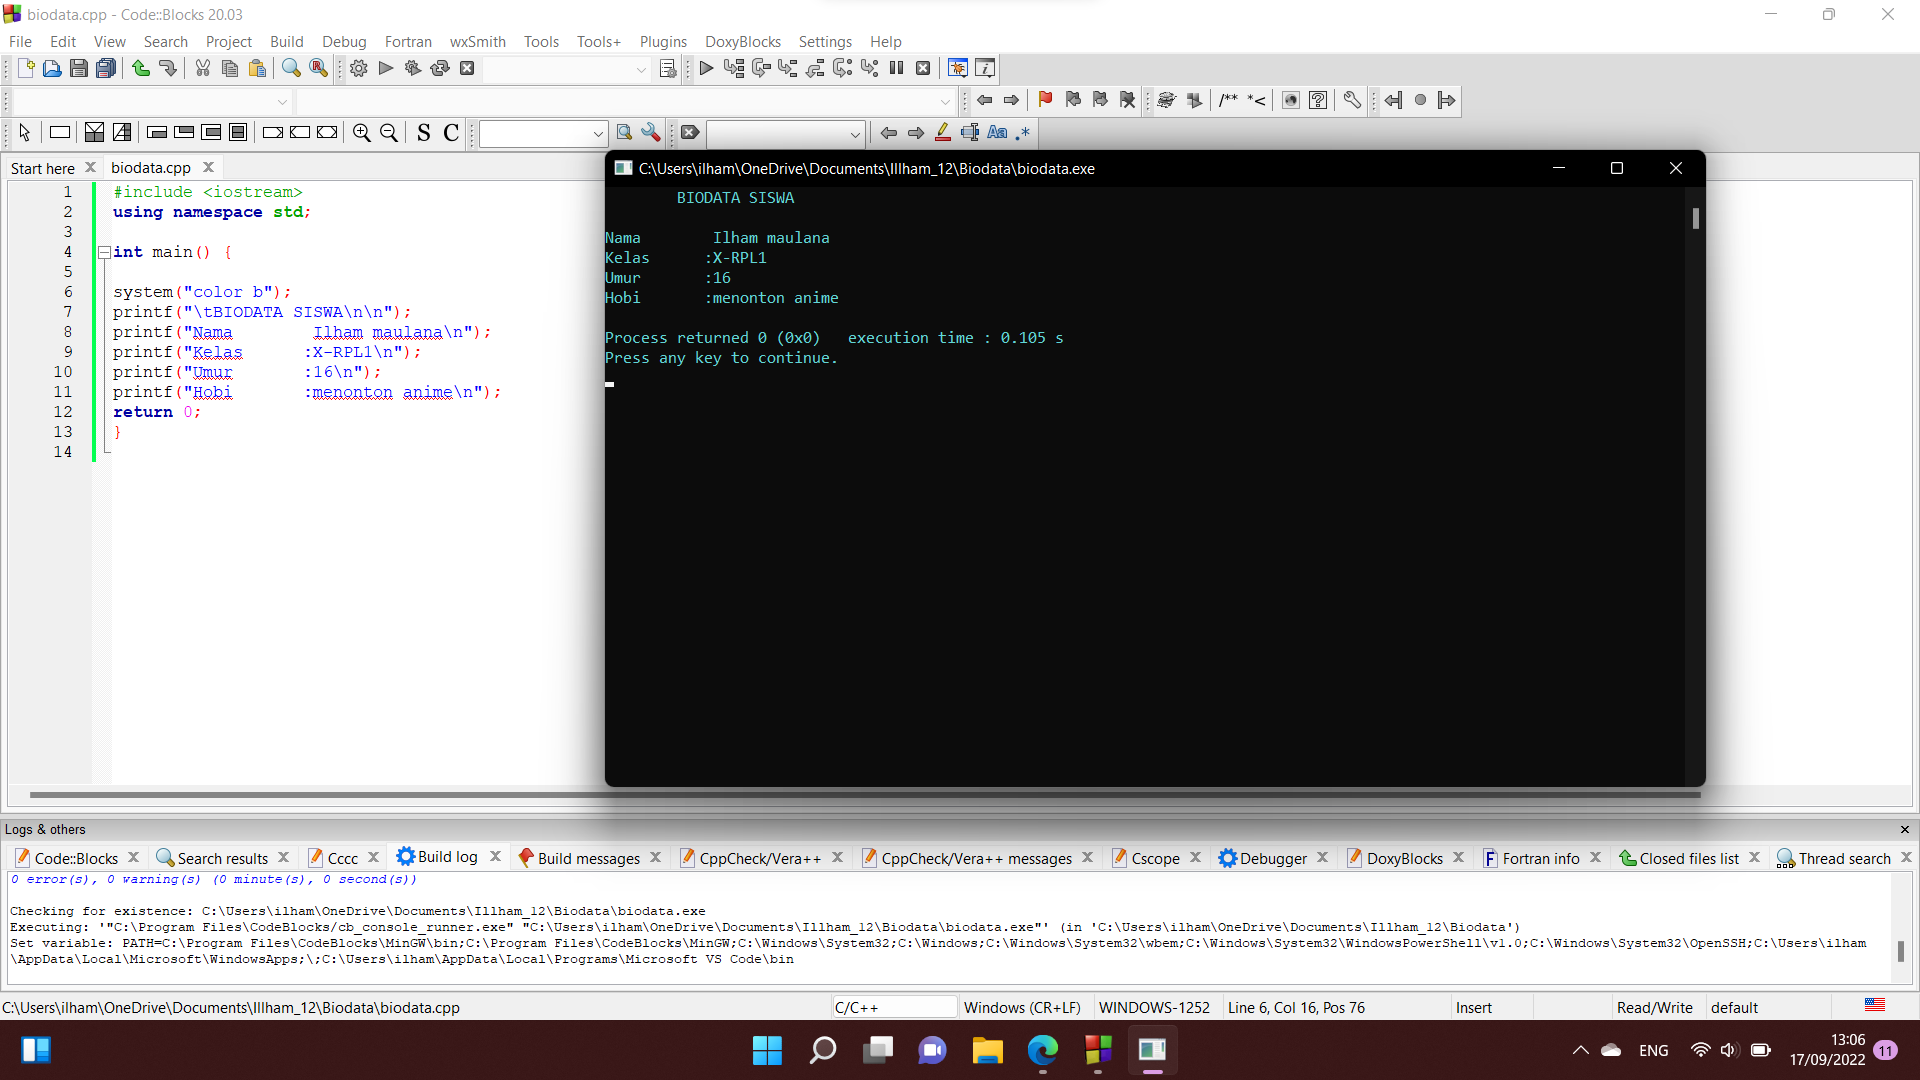 biodata.cpp - Code::Blocks 20.03
File Edit View Search Project Build Debug Fortran wxSmith Tools Tools+ Plugins DoxyBlocks Settings Help
/** *<
S C Aa .*
Start here biodata.cpp
1 #include <iostream>
2 using namespace std;
3
4 int main() {
5
6 system("color b");
7 printf("\tBIODATA SISWA\n\n");
8 printf("Nama        Ilham maulana\n");
9 printf("Kelas      :X-RPL1\n");
10 printf("Umur       :16\n");
11 printf("Hobi       :menonton anime\n");
12 return 0;
13 }
14
C:\Users\ilham\OneDrive\Documents\Illham_12\Biodata\biodata.exe
BIODATA SISWA
Nama        Ilham maulana
Kelas      :X-RPL1
Umur       :16
Hobi       :menonton anime
Process returned 0 (0x0)   execution time : 0.105 s
Press any key to continue.
Logs & others
Code::Blocks Search results Cccc Build log Build messages CppCheck/Vera++ CppCheck/Vera++ messages Cscope Debugger DoxyBlocks Fortran info Closed files list Thread search
0 error(s), 0 warning(s) (0 minute(s), 0 second(s))
Checking for existence: C:\Users\ilham\OneDrive\Documents\Illham_12\Biodata\biodata.exe
Executing: '"C:\Program Files\CodeBlocks/cb_console_runner.exe" "C:\Users\ilham\OneDrive\Documents\Illham_12\Biodata\biodata.exe"' (in 'C:\Users\ilham\OneDrive\Documents\Illham_12\Biodata')
Set variable: PATH=C:\Program Files\CodeBlocks\MinGW\bin;C:\Program Files\CodeBlocks\MinGW;C:\Windows\System32;C:\Windows;C:\Windows\System32\wbem;C:\Windows\System32\WindowsPowerShell\v1.0;C:\Windows\System32\OpenSSH;C:\Users\ilham
\AppData\Local\Microsoft\WindowsApps;\;C:\Users\ilham\AppData\Local\Programs\Microsoft VS Code\bin
C:\Users\ilham\OneDrive\Documents\Illham_12\Biodata\biodata.cpp C/C++ Windows (CR+LF) WINDOWS-1252 Line 6, Col 16, Pos 76 Insert Read/Write default
ENG 13:06
17/09/2022 11